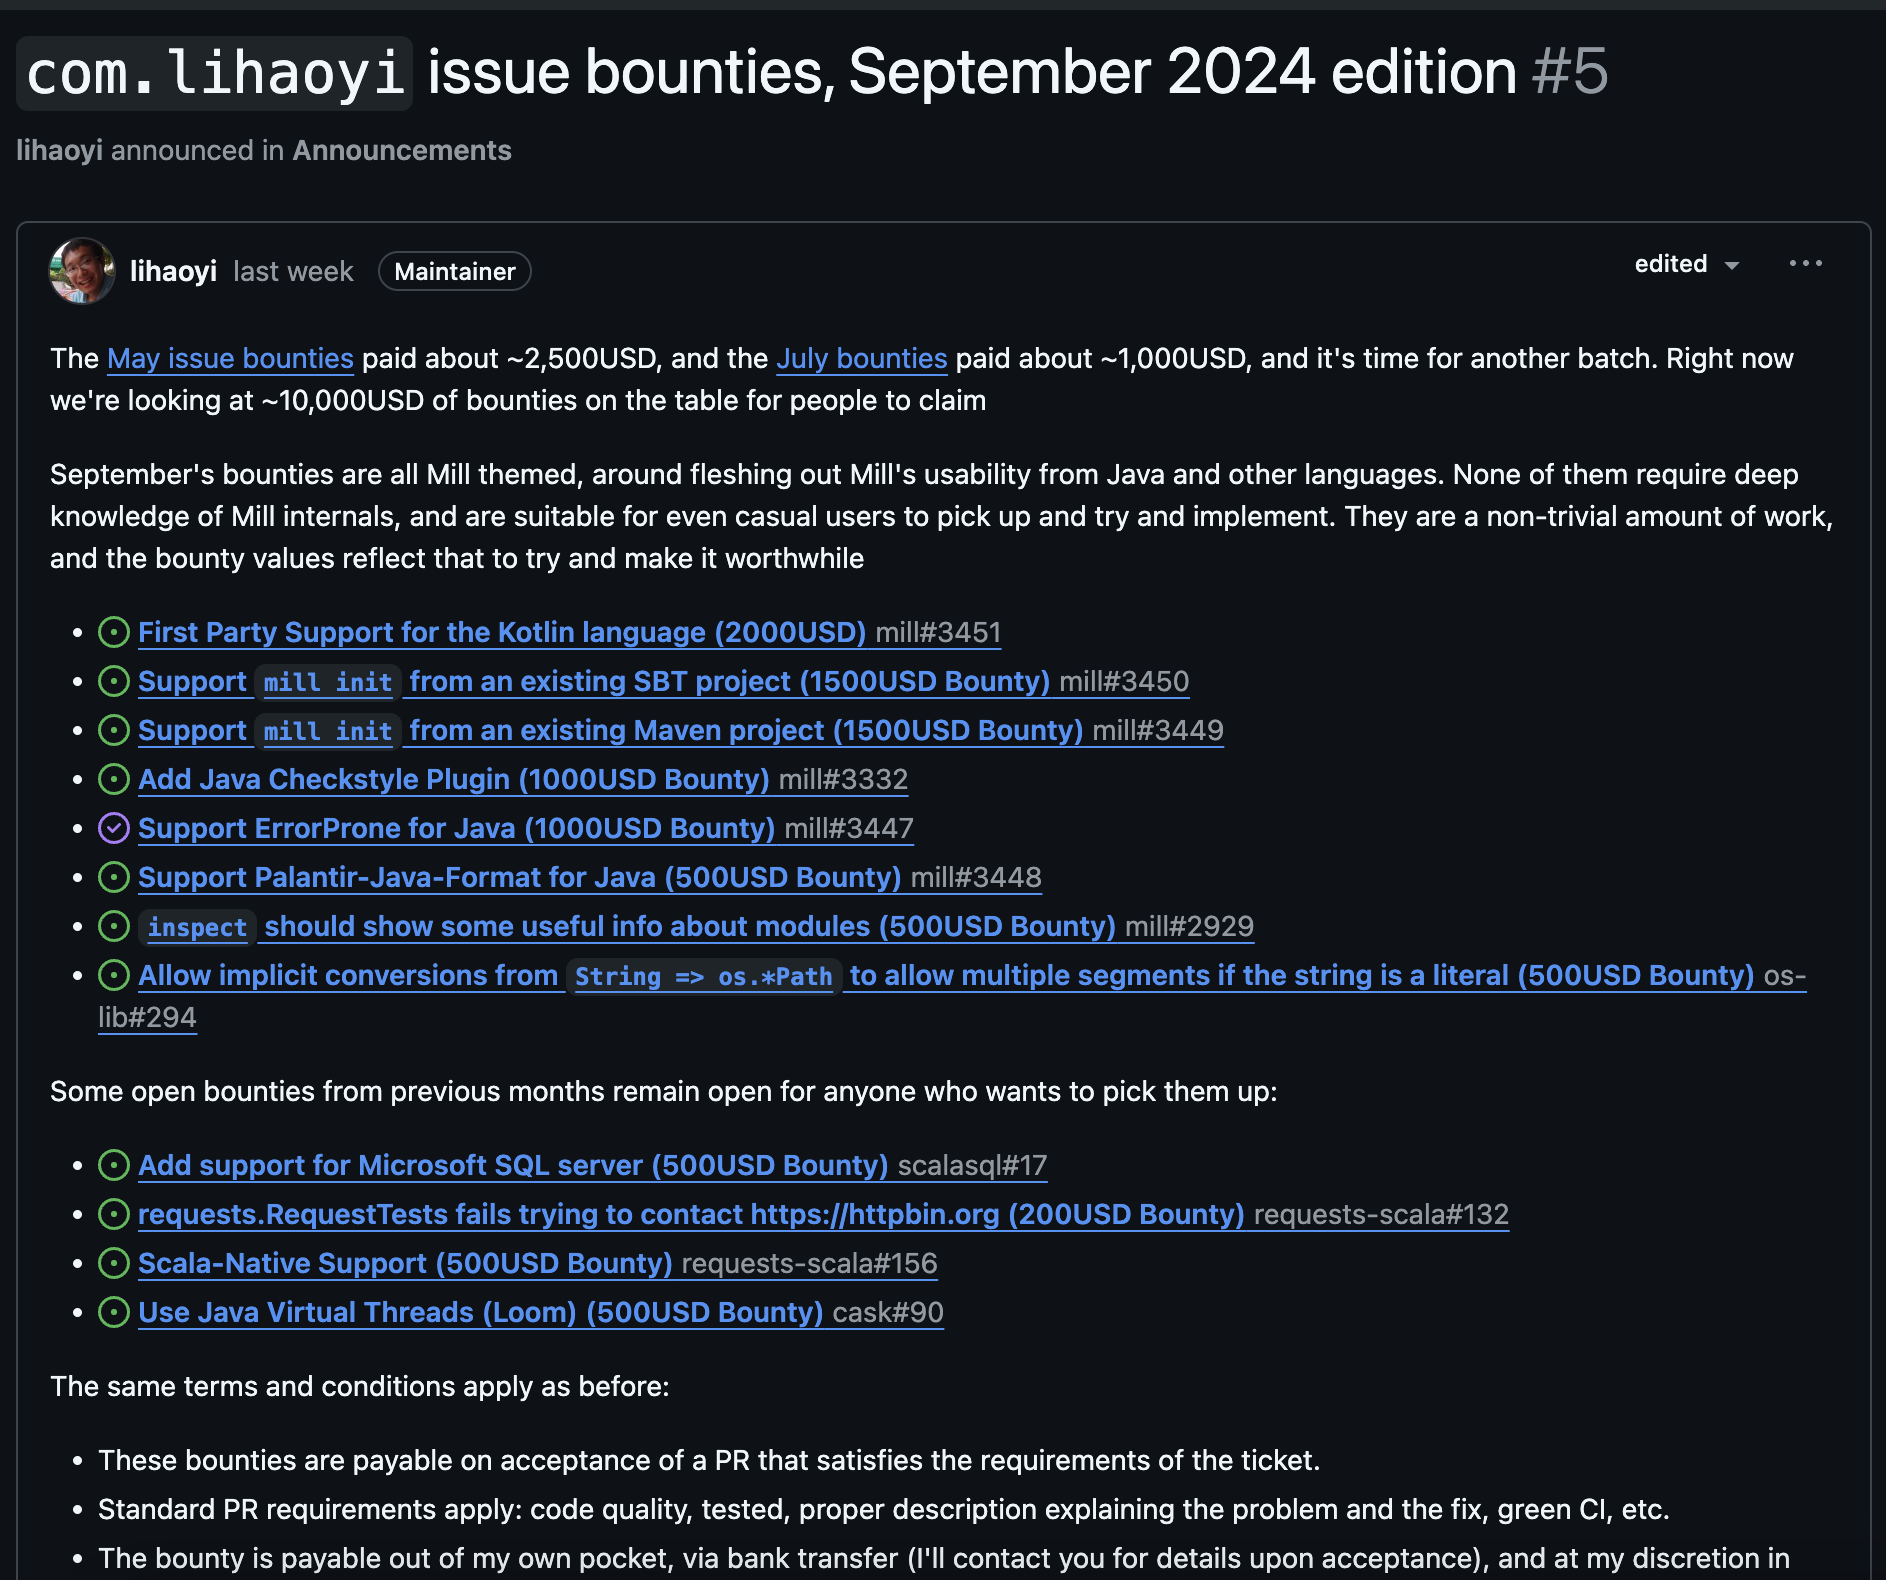 com.lihaoyi issue bounties, September 2024 edition #5
lihaoyi announced in Announcements
lihaoyi last week Maintainer edited
The May issue bounties paid about ~2,500USD, and the July bounties paid about ~1,000USD, and it's time for another batch. Right now
we're looking at ~10,000USD of bounties on the table for people to claim
September's bounties are all Mill themed, around fleshing out Mill's usability from Java and other languages. None of them require deep
knowledge of Mill internals, and are suitable for even casual users to pick up and try and implement. They are a non-trivial amount of work,
and the bounty values reflect that to try and make it worthwhile
• First Party Support for the Kotlin language (2000USD) mill#3451
• Support mill init from an existing SBT project (1500USD Bounty) mill#3450
• Support mill init from an existing Maven project (1500USD Bounty) mill#3449
• Add Java Checkstyle Plugin (1000USD Bounty) mill#3332
• Support ErrorProne for Java (1000USD Bounty) mill#3447
• Support Palantir-Java-Format for Java (500USD Bounty) mill#3448
• inspect should show some useful info about modules (500USD Bounty) mill#2929
• Allow implicit conversions from String => os.*Path to allow multiple segments if the string is a literal (500USD Bounty) os-
lib#294
Some open bounties from previous months remain open for anyone who wants to pick them up:
• Add support for Microsoft SQL server (500USD Bounty) scalasql#17
• requests.RequestTests fails trying to contact https://httpbin.org (200USD Bounty) requests-scala#132
• Scala-Native Support (500USD Bounty) requests-scala#156
• Use Java Virtual Threads (Loom) (500USD Bounty) cask#90
The same terms and conditions apply as before:
• These bounties are payable on acceptance of a PR that satisfies the requirements of the ticket.
• Standard PR requirements apply: code quality, tested, proper description explaining the problem and the fix, green CI, etc.
• The bounty is payable out of my own pocket, via bank transfer (I'll contact you for details upon acceptance), and at my discretion in